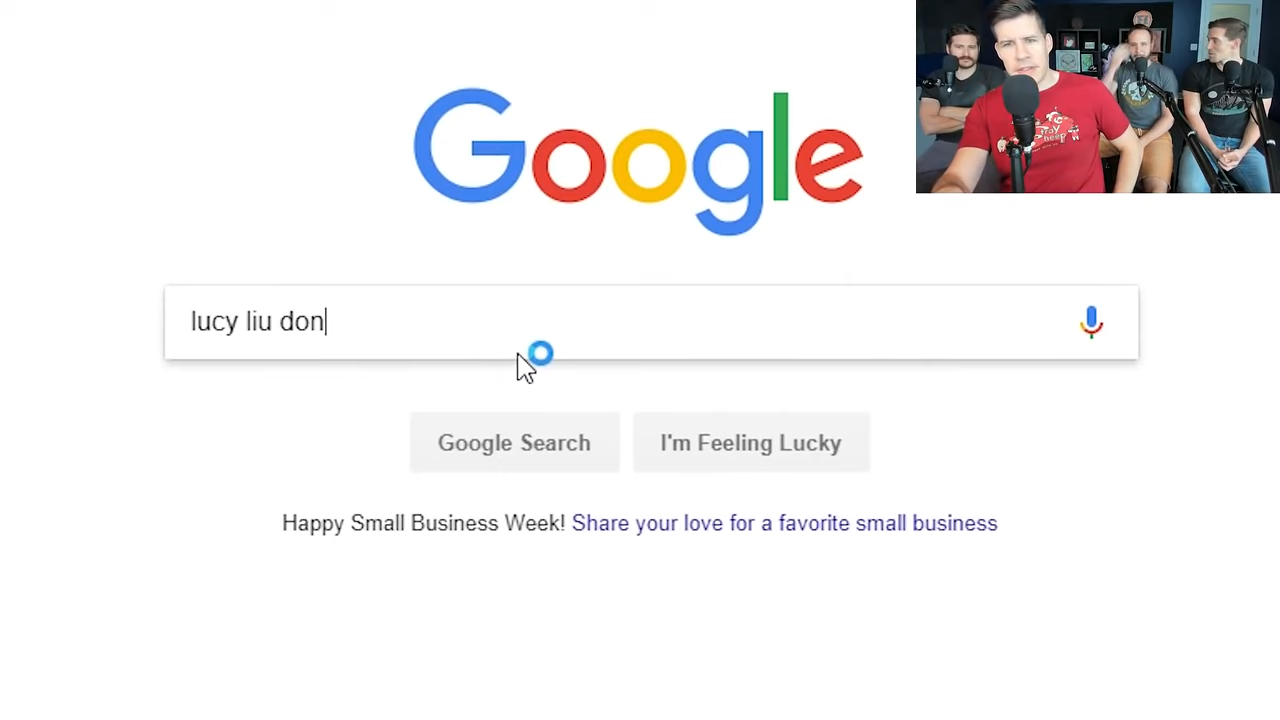 Google
lucy liu don
Google Search
I'm Feeling Lucky
Happy Small Business Week! Share your love for a favorite small business